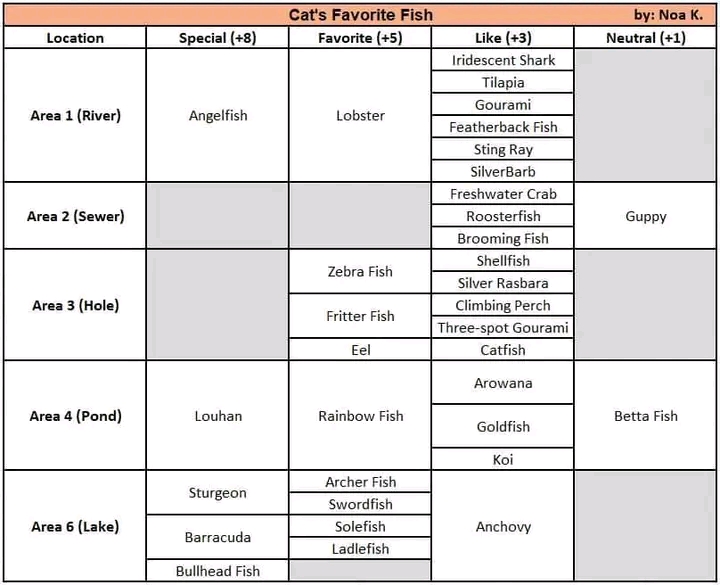 Cat's Favorite Fish
by: Noa K.
Location Special (+8) Favorite (+5) Like (+3) Neutral (+1)
Area 1 (River)
Angelfish
Lobster
Iridescent Shark
Tilapia
Gourami
Featherback Fish
Sting Ray
SilverBarb
Area 2 (Sewer)
Freshwater Crab
Roosterfish
Brooming Fish
Guppy
Area 3 (Hole)
Zebra Fish
Fritter Fish
Eel
Shellfish
Silver Rasbara
Climbing Perch
Three-spot Gourami
Catfish
Area 4 (Pond)
Louhan
Rainbow Fish
Arowana
Goldfish
Koi
Betta Fish
Area 6 (Lake)
Sturgeon
Barracuda
Bullhead Fish
Archer Fish
Swordfish
Solefish
Ladlefish
Anchovy